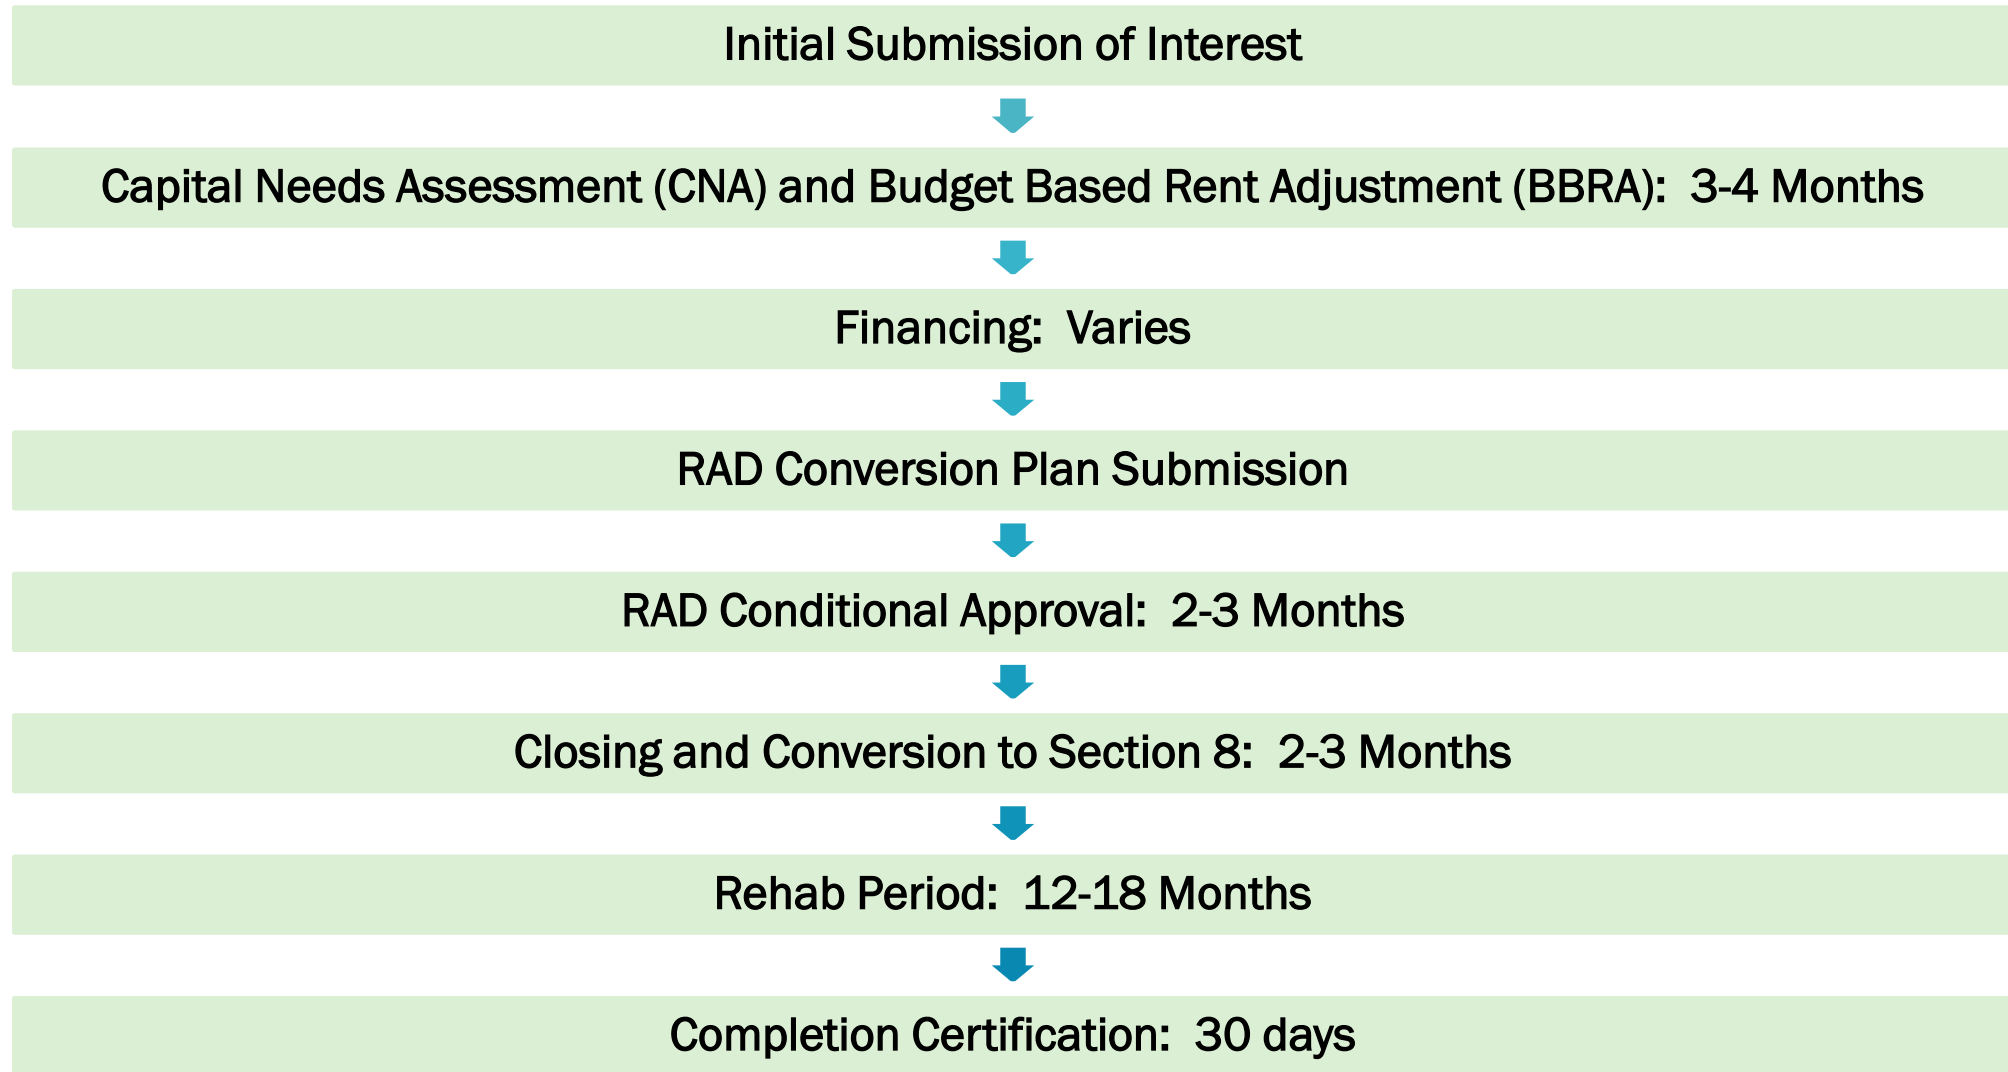 Initial Submission of Interest
Capital Needs Assessment (CNA) and Budget Based Rent Adjustment (BBRA):  3-4 Months
Financing:  Varies
RAD Conversion Plan Submission
RAD Conditional Approval:  2-3 Months
Closing and Conversion to Section 8:  2-3 Months
Rehab Period:  12-18 Months
Completion Certification:  30 days